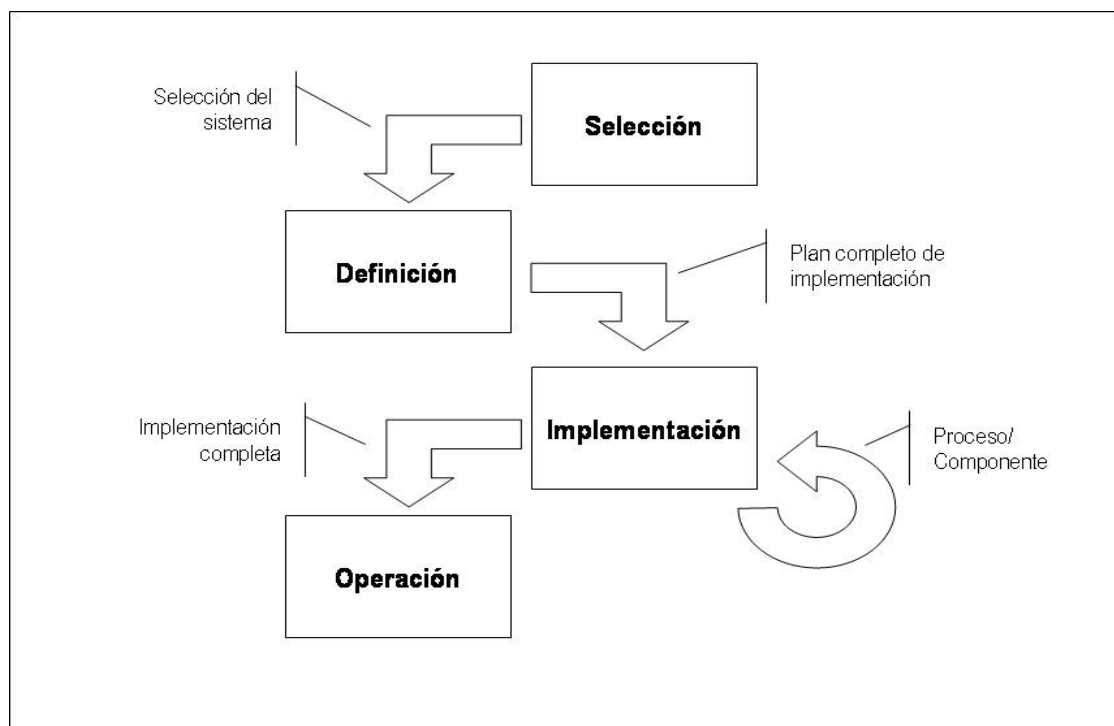 Selección del
sistema
Selección
Definición
Plan completo de
implementación
Implementación
completa
Implementación
Proceso/
Componente
Operación